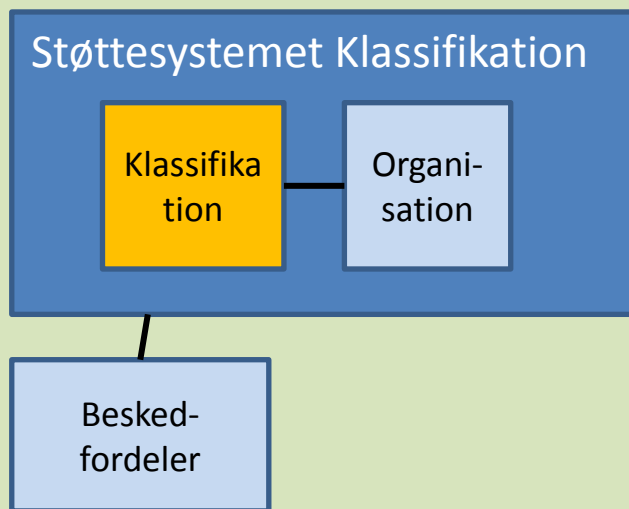 Støttesystemet Klassifikation
Klassifika
tion
Organi-
sation
Besked-
fordeler